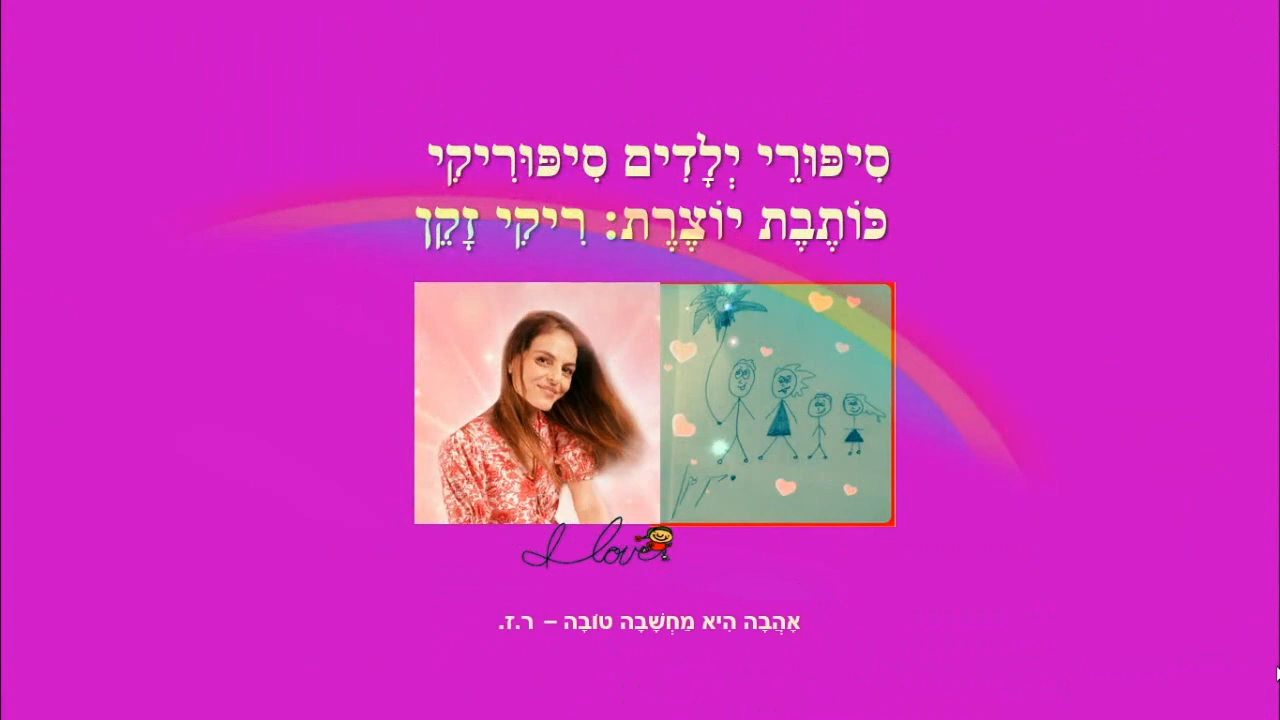 סִיפּוּרֵי יְלָדִים סִיפּוּרִיקִי
כּוֹתֶבֶת יוֹצֶרֶת: רִיקִי זָקֵן
I love
אַהֲבָה הִיא מַחְשָׁבָה טוֹבָה – ר.ז.